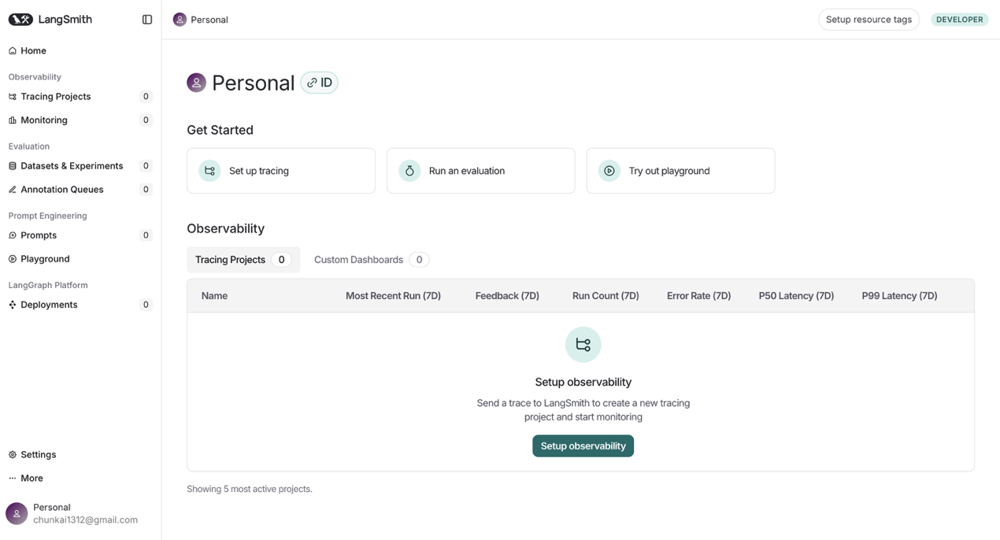 LangSmith
Home
Observability
Tracing Projects 0
Monitoring 0
Evaluation
Datasets & Experiments 0
Annotation Queues 0
Prompt Engineering
Prompts 0
Playground
LangGraph Platform
Deployments 0
Settings
More
Personal
chunkai1312@gmail.com
Personal
Setup resource tags
DEVELOPER
Personal ID
Get Started
Set up tracing
Run an evaluation
Try out playground
Observability
Tracing Projects 0 Custom Dashboards 0
Name Most Recent Run (7D) Feedback (7D) Run Count (7D) Error Rate (7D) P50 Latency (7D) P99 Latency (7D)
Setup observability
Send a trace to LangSmith to create a new tracing
project and start monitoring
Setup observability
Showing 5 most active projects.